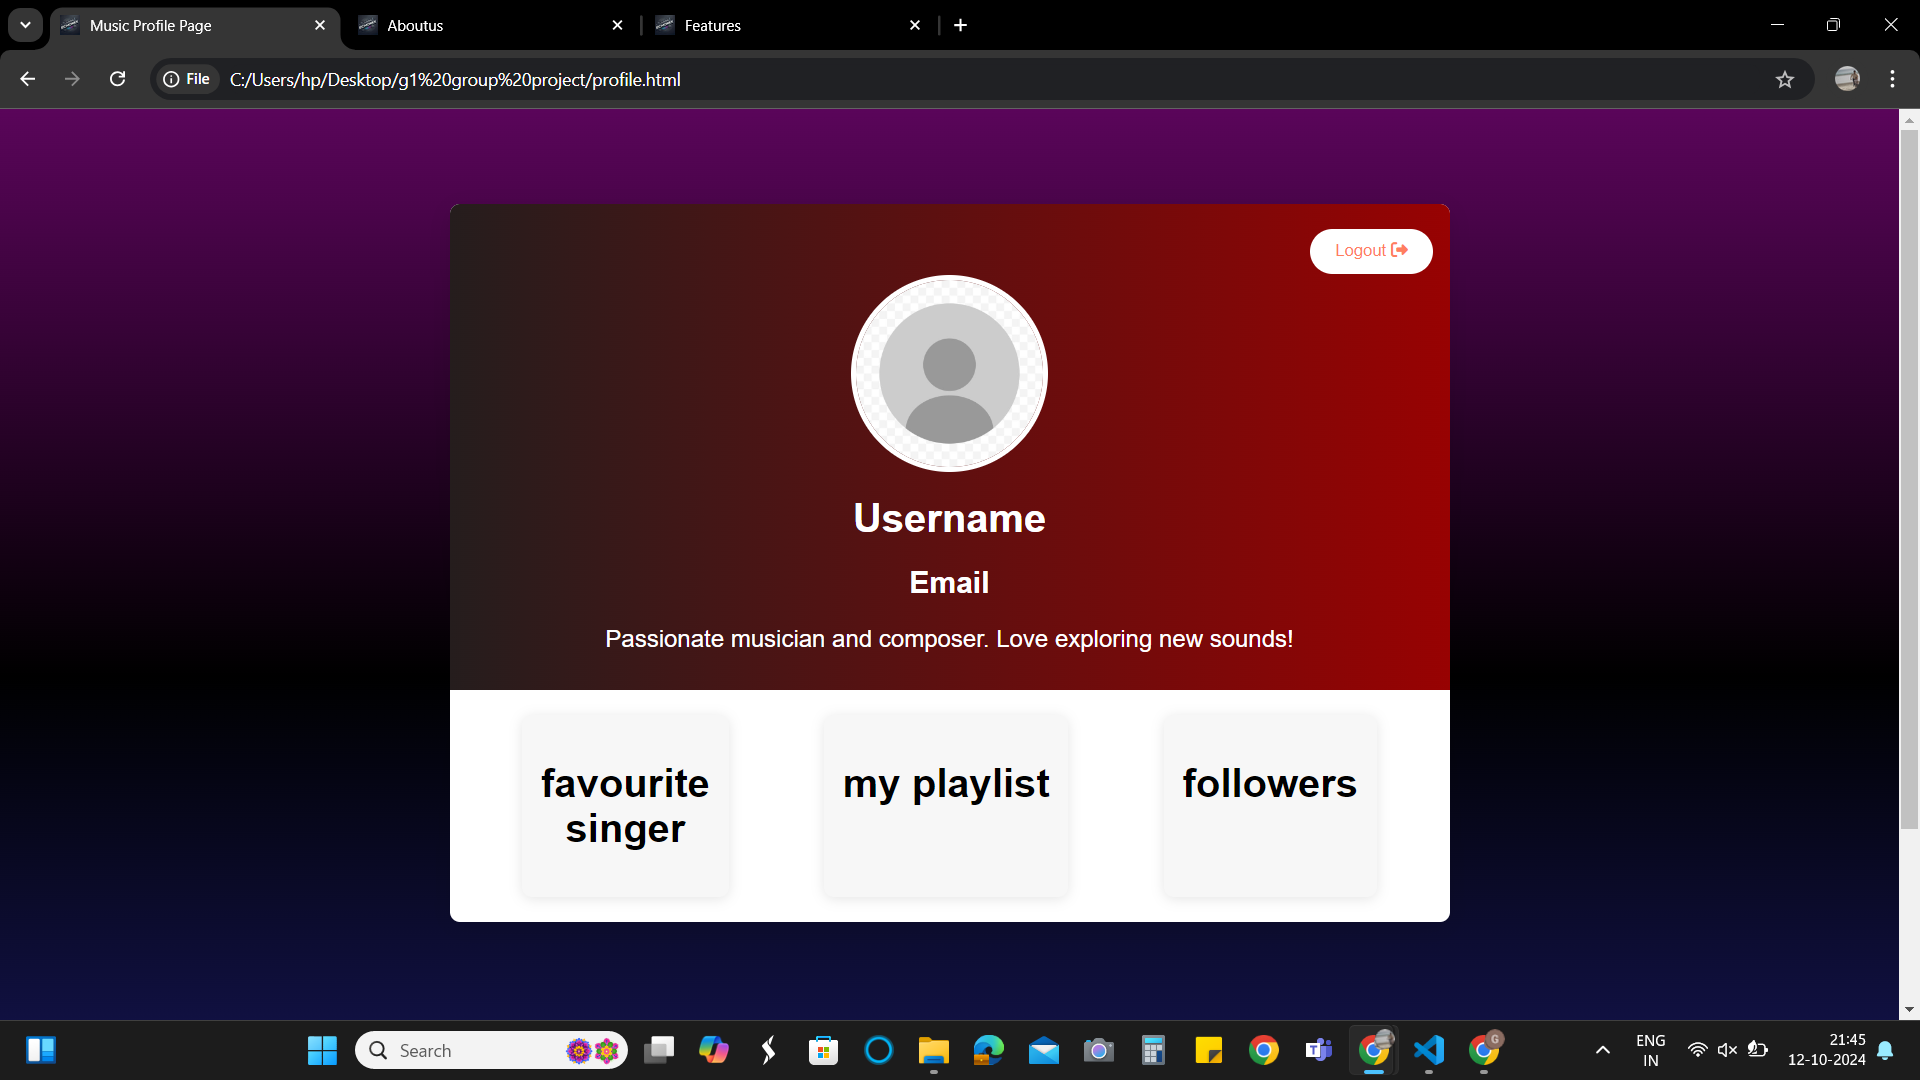 Music Profile Page
Aboutus
Features
File
C:/Users/hp/Desktop/g1%20group%20project/profile.html
Logout
Username
Email
Passionate musician and composer. Love exploring new sounds!
favourite
singer
my playlist
followers
Search
T
G
ENG
IN
21:45
12-10-2024